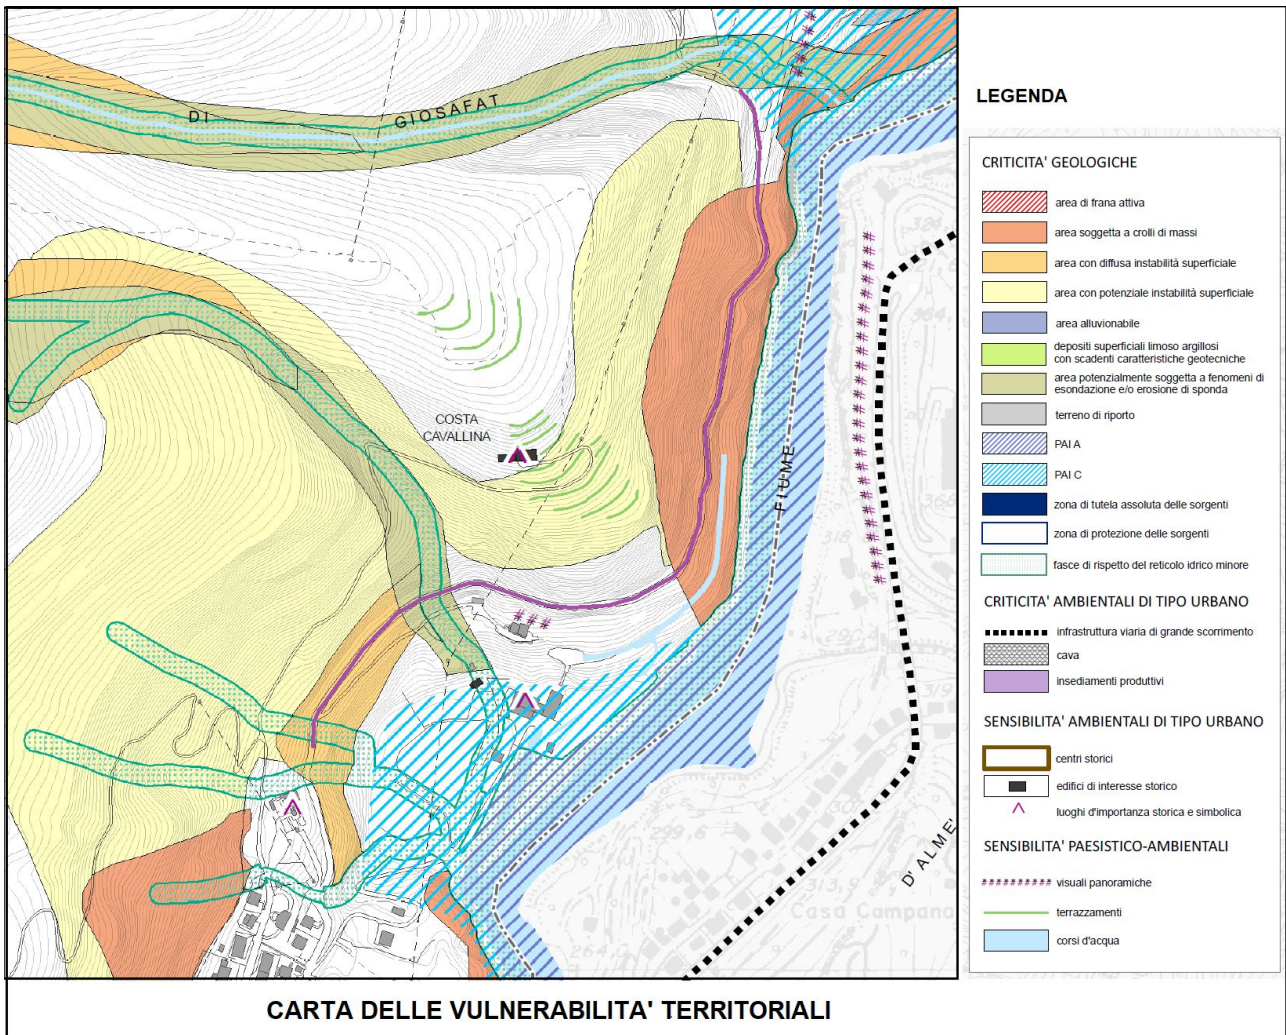 DI
GIOSAFAT
COSTA
CAVALLINA
FIUME
D'ALME'
Casa Campana
318
319
264,0
LEGENDA
CRITICITA' GEOLOGICHE
area di frana attiva
area soggetta a crolli di massi
area con diffusa instabilità superficiale
area con potenziale instabilità superficiale
area alluvionabile
depositi superficiali limoso argillosi
con scadenti caratteristiche geotecniche
area potenzialmente soggetta a fenomeni di
esondazione e/o erosione di sponda
terreno di riporto
PAI A
PAI C
zona di tutela assoluta delle sorgenti
zona di protezione delle sorgenti
fasce di rispetto del reticolo idrico minore
CRITICITA' AMBIENTALI DI TIPO URBANO
infrastruttura viaria di grande scorrimento
cava
insediamenti produttivi
SENSIBILITA' AMBIENTALI DI TIPO URBANO
centri storici
edifici di interesse storico
luoghi d'importanza storica e simbolica
SENSIBILITA' PAESISTICO-AMBIENTALI
visuali panoramiche
terrazzamenti
corsi d'acqua
CARTA DELLE VULNERABILITA' TERRITORIALI